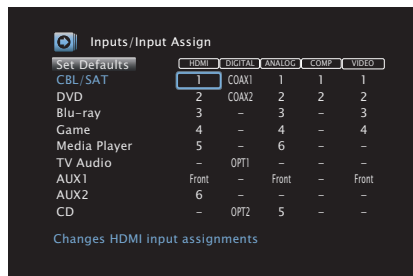 Inputs/Input Assign
Set Defaults HDMI DIGITAL ANALOG COMP VIDEO
CBL/SAT 1 COAX1 1 1 1
DVD 2 COAX2 2 2 2
Blu-ray 3 – 3 – 3
Game 4 – 4 – 4
Media Player 5 – 6 – –
TV Audio – OPT1 – – –
AUX1 Front – Front – Front
AUX2 6 – – – –
CD – OPT2 5 – –
Changes HDMI input assignments